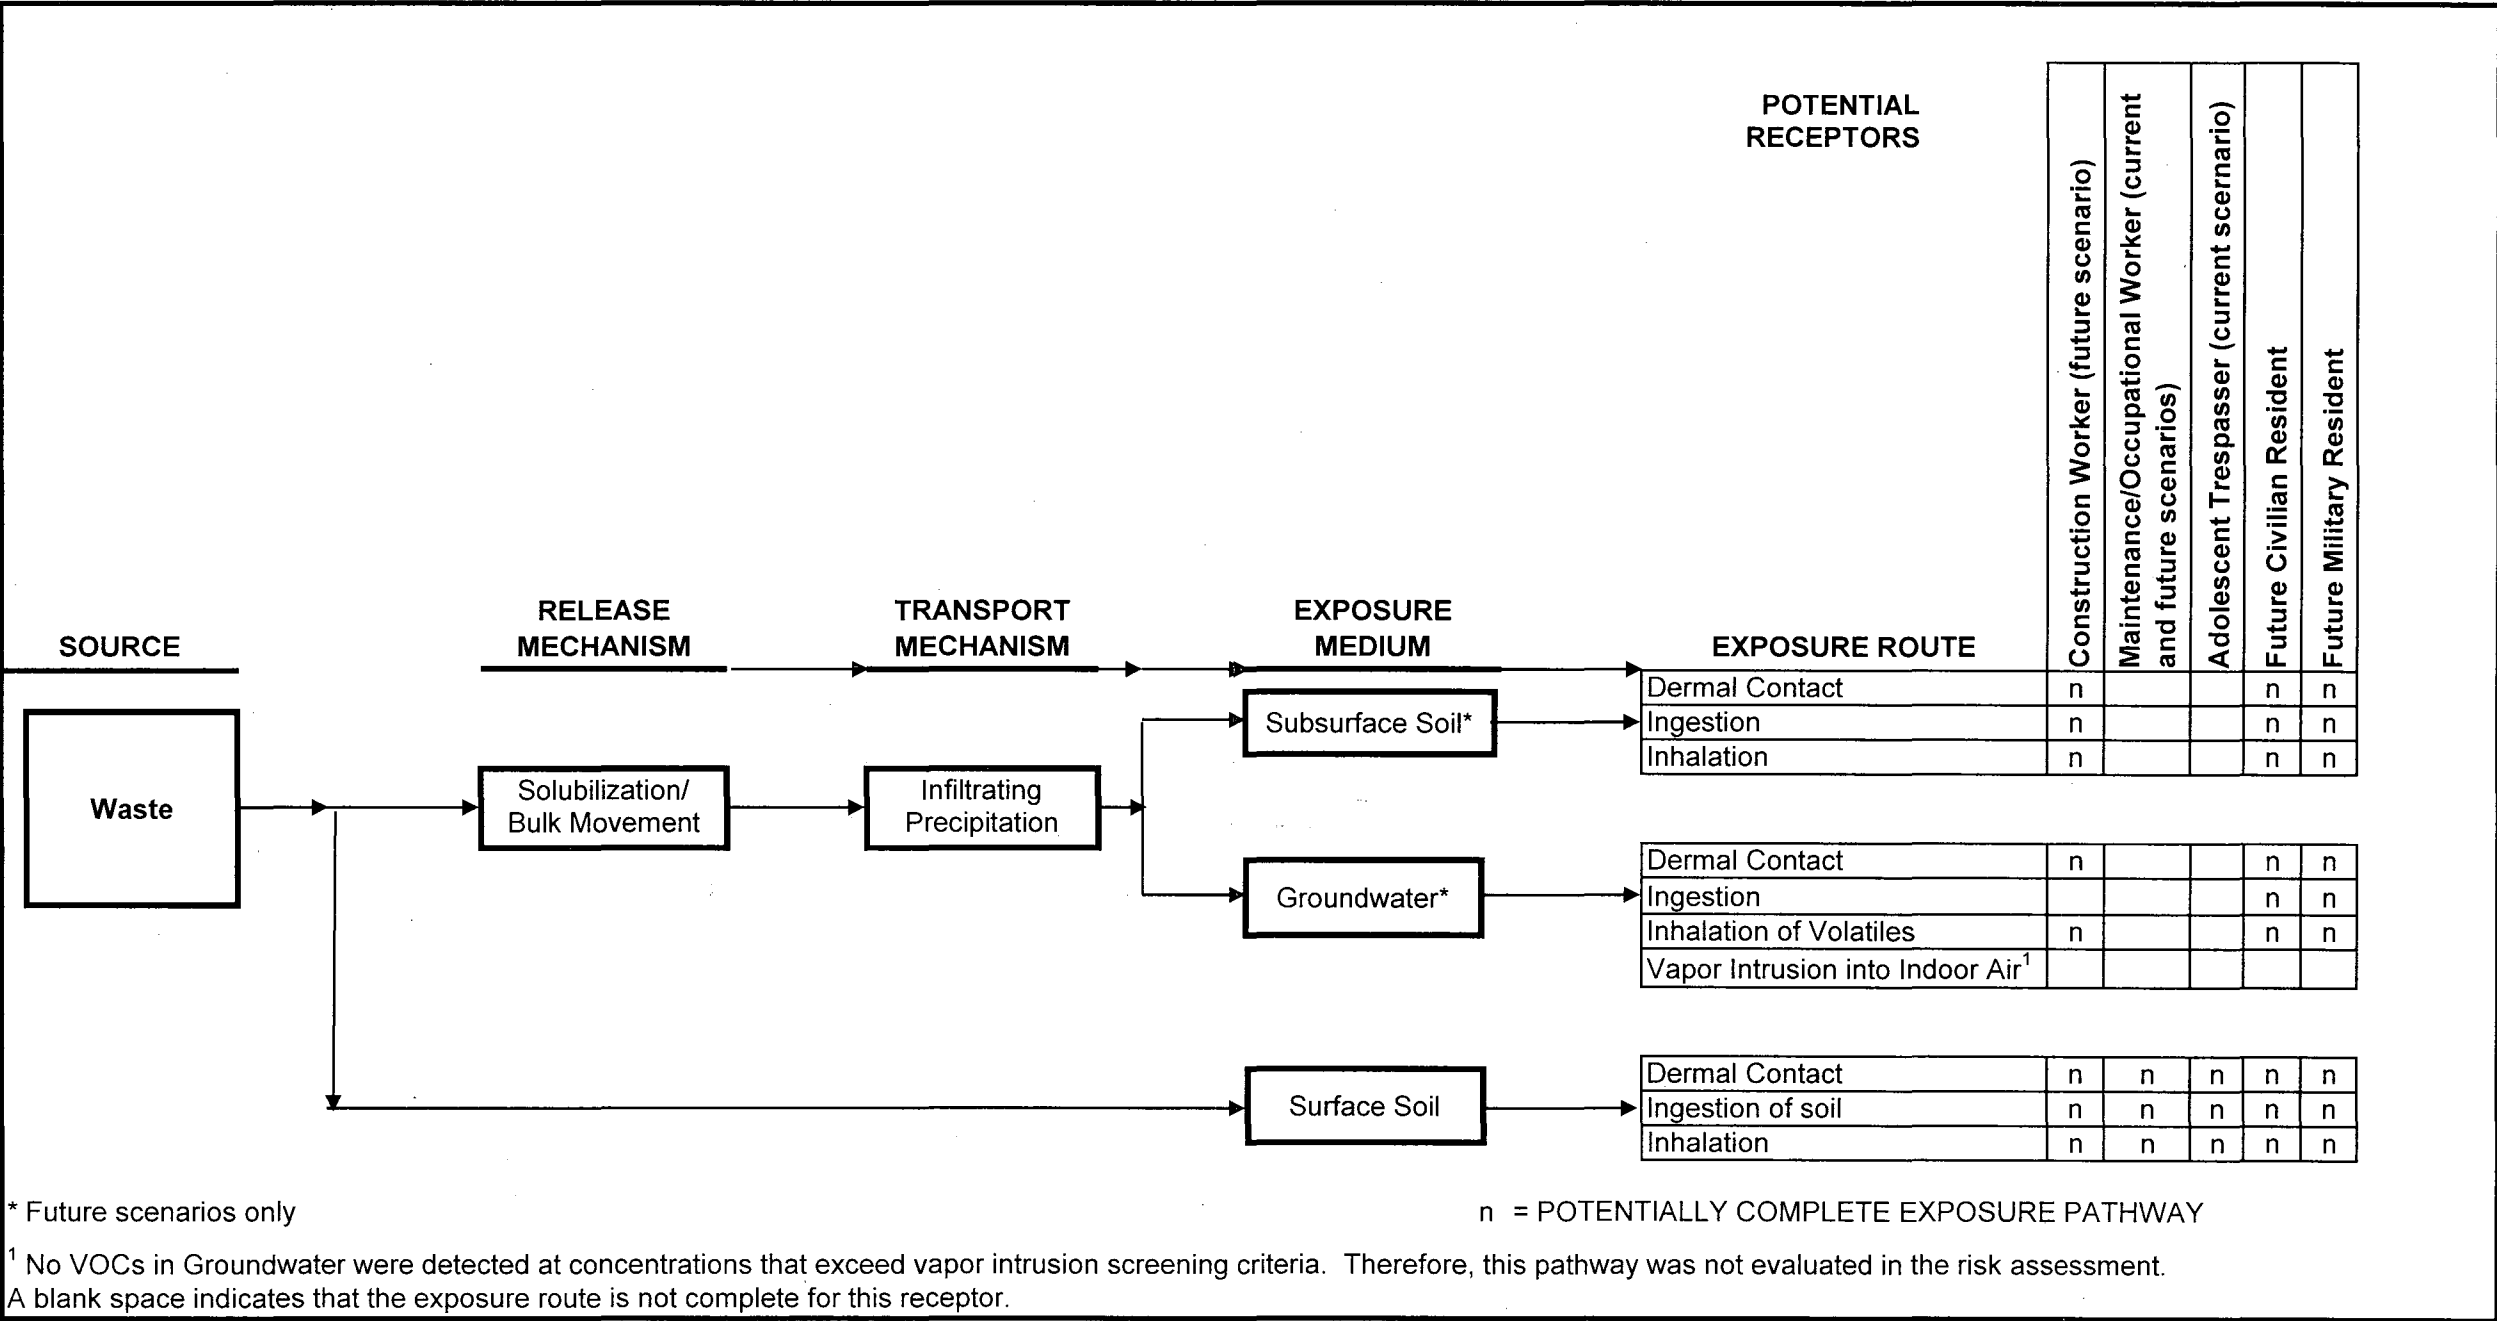 POTENTIAL
RECEPTORS
Construction Worker (future scenario)
Maintenance/Occupational Worker (current
and future scenarios)
Adolescent Trespasser (current scernario)
Future Civilian Resident
Future Military Resident
SOURCE
RELEASE
MECHANISM
TRANSPORT
MECHANISM
EXPOSURE
MEDIUM
EXPOSURE ROUTE
Waste
Solubilization/
Bulk Movement
Infiltrating
Precipitation
Subsurface Soil*
Dermal Contact n n n
Ingestion n n n
Inhalation n n n
Groundwater*
Dermal Contact n n n
Ingestion n n
Inhalation of Volatiles n n n
Vapor Intrusion into Indoor Air1
Surface Soil
Dermal Contact n n n n n
Ingestion of soil n n n n n
Inhalation n n n n n
* Future scenarios only
n = POTENTIALLY COMPLETE EXPOSURE PATHWAY
1 No VOCs in Groundwater were detected at concentrations that exceed vapor intrusion screening criteria. Therefore, this pathway was not evaluated in the risk assessment.
A blank space indicates that the exposure route is not complete for this receptor.